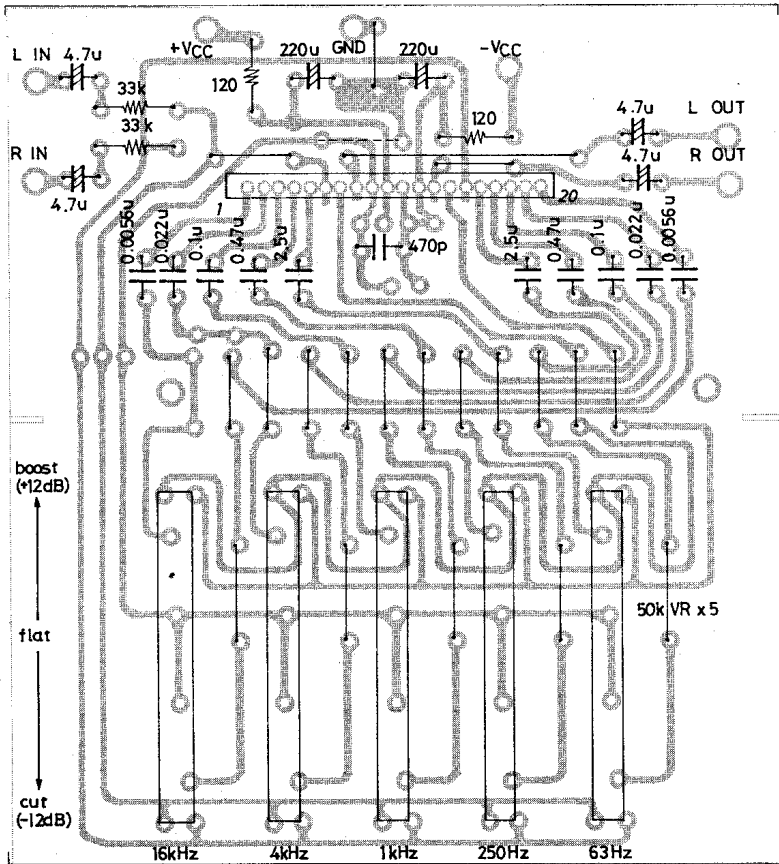 +VCC
GND
-VCC
L IN
4.7u
220u
220u
120
33k
33k
120
4.7u
L OUT
R IN
4.7u
4.7u
R OUT
1
20
0.0056u
0.022u
0.1u
0.47u
2.5u
470p
2.5u
0.47u
0.1u
0.022u
0.0056u
boost
(+12dB)
flat
50k VR x 5
cut
(-12dB)
16kHz
4kHz
1kHz
250Hz
63Hz